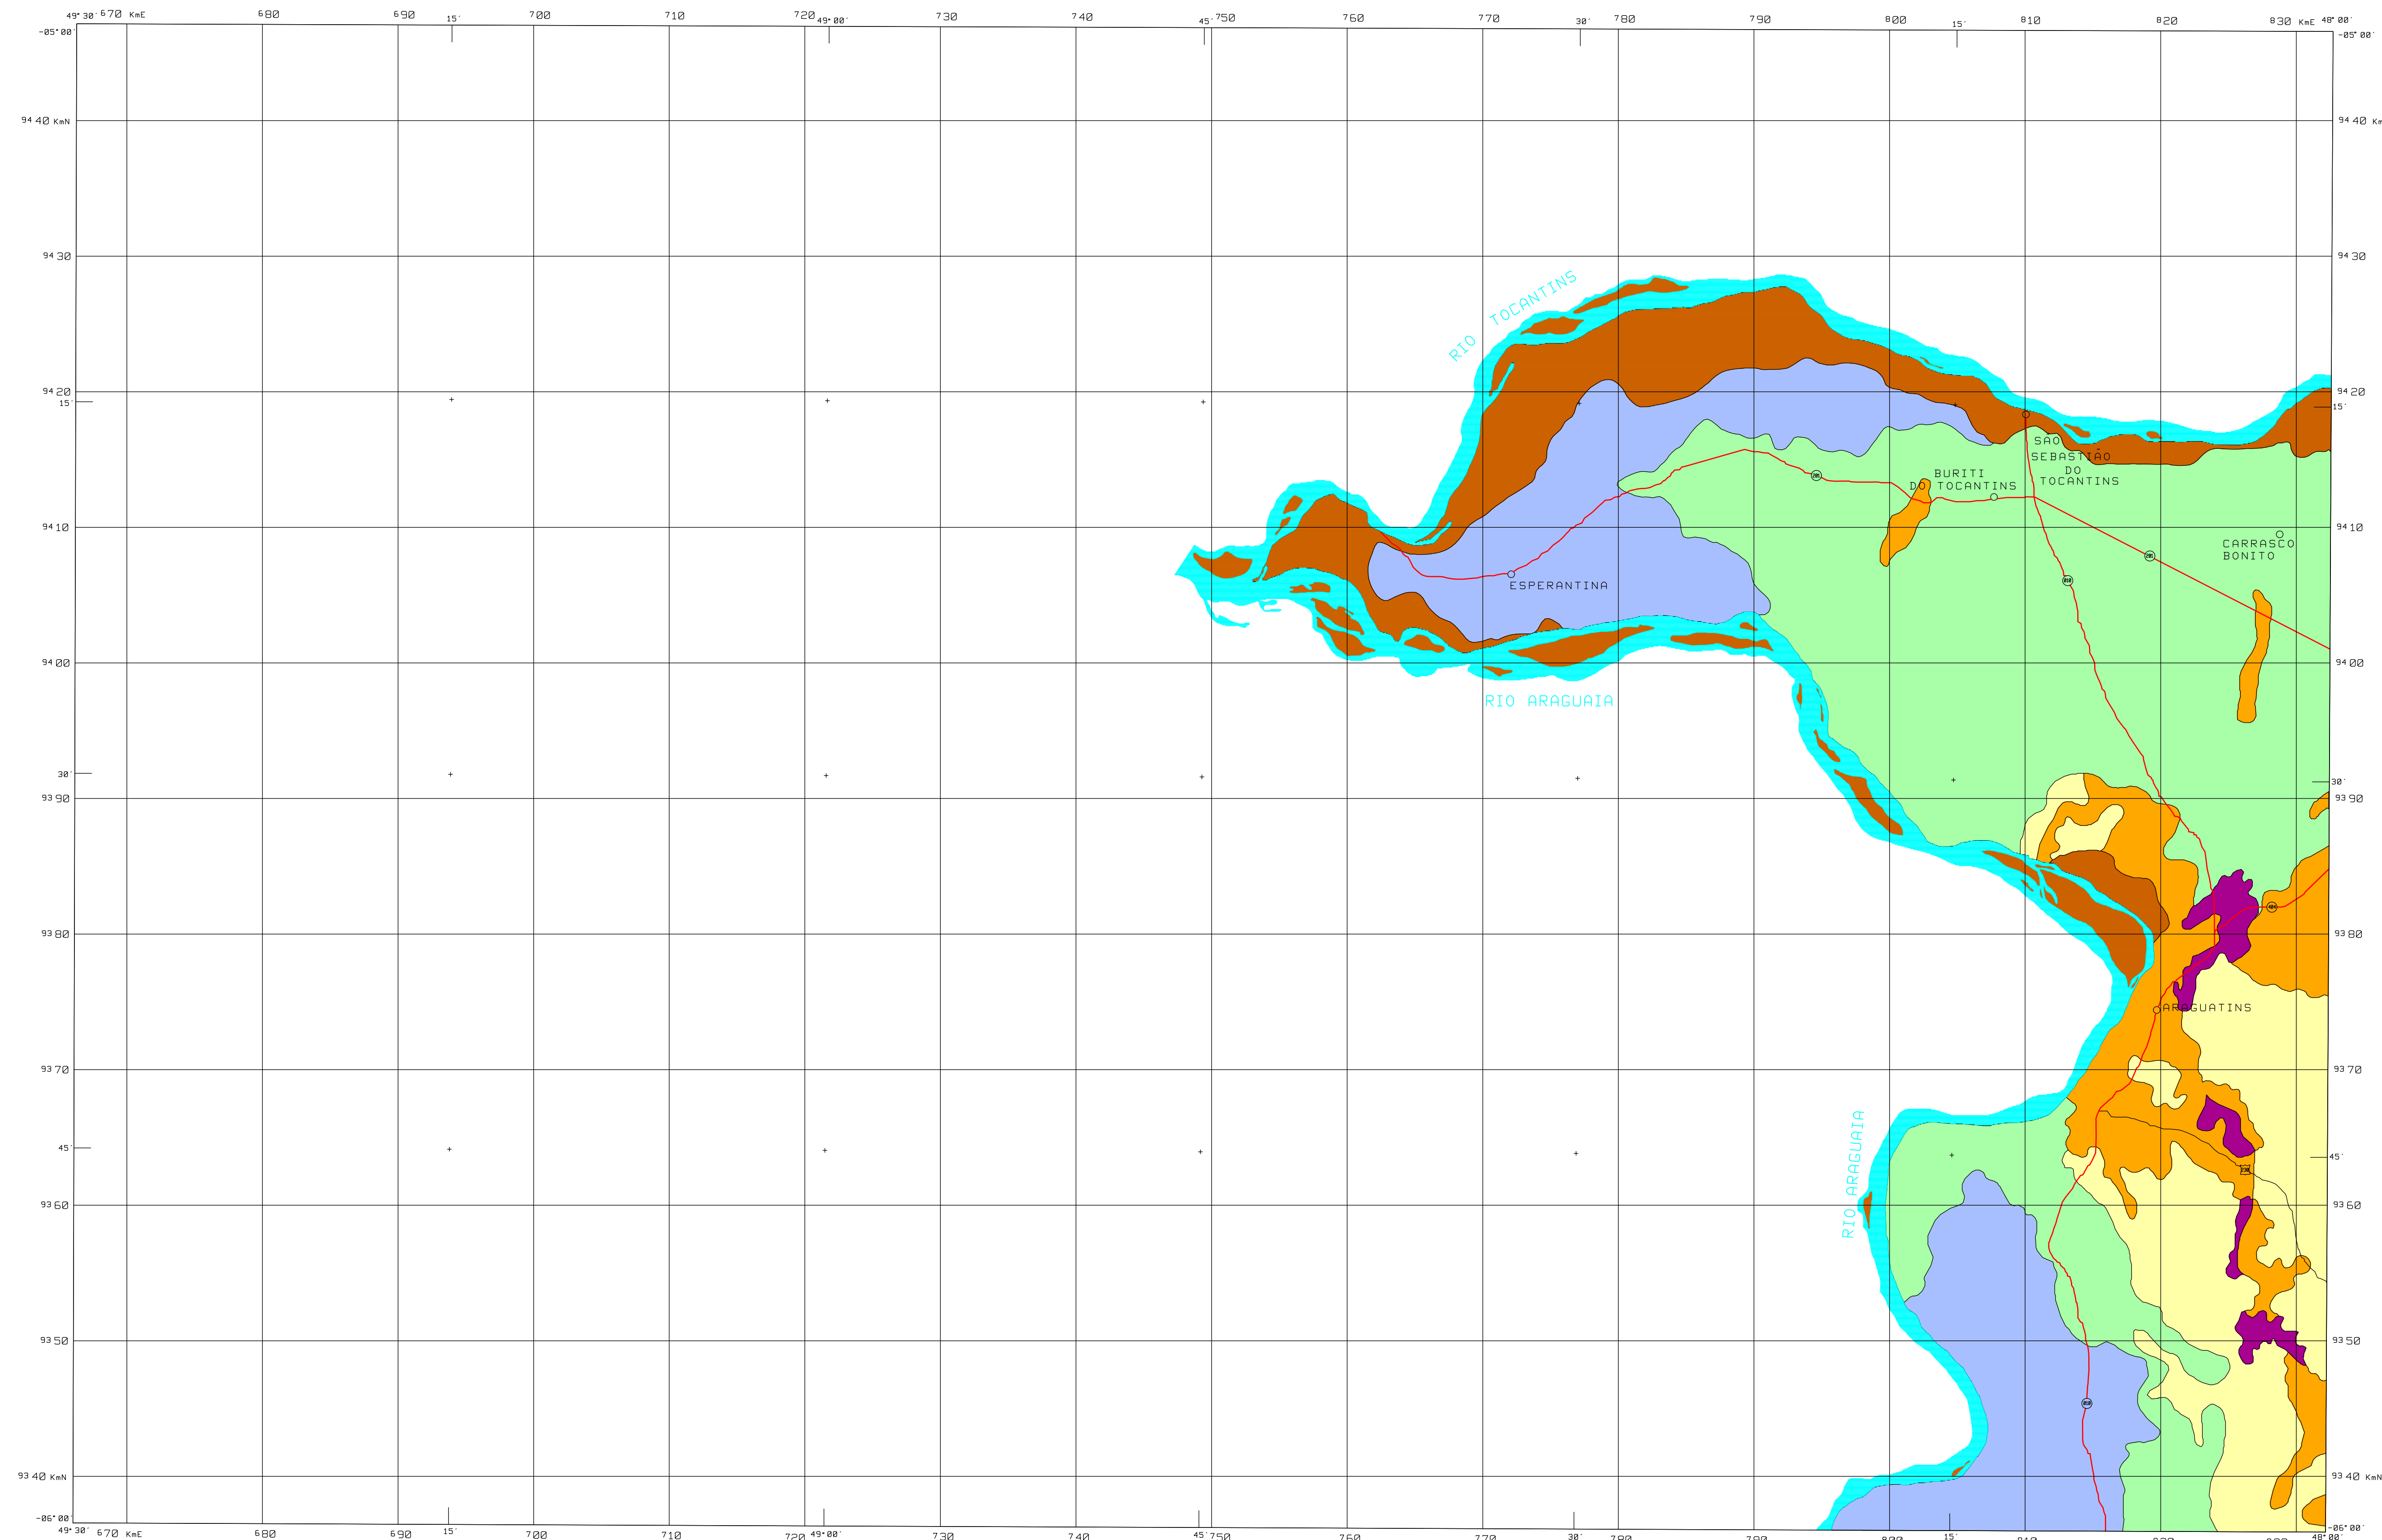 49°30' 670 KmE 680 690 15' 700 710 720 49°00' 730 740 45' 750 760 770 30' 780 790 800 15' 810 820 830 KmE 48°00'
-05°00' -05°00'
94 40 KmN 94 40 Km
94 30 94 30
RIO TOCANTINS
94 20 94 20
15' 15'
SÃO
SEBASTIÃO
DO
TOCANTINS
BURITI
DO TOCANTINS
201
94 10 94 10
CARRASCO
BONITO
201
010
ESPERANTINA
94 00 94 00
RIO ARAGUAIA
30' 30'
93 90 93 90
404
93 80 93 80
ARAGUATINS
93 70 93 70
RIO ARAGUAIA
45' 45'
230
93 60 93 60
93 50 93 50
010
93 40 KmN 93 40 KmN
-06°00' -06°00'
49°30' 670 KmE 680 690 15' 700 710 720 49°00' 730 740 45' 750 760 770 30' 780 790 800 15' 810 820 830 48°00'